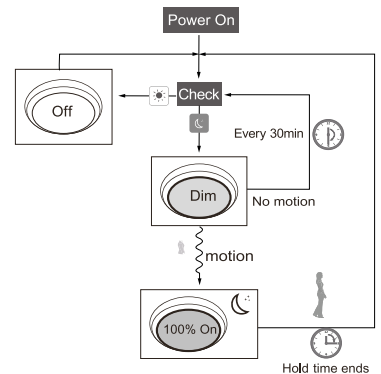 Power On
Check
Off
Every 30min
Dim
No motion
motion
100% On
Hold time ends